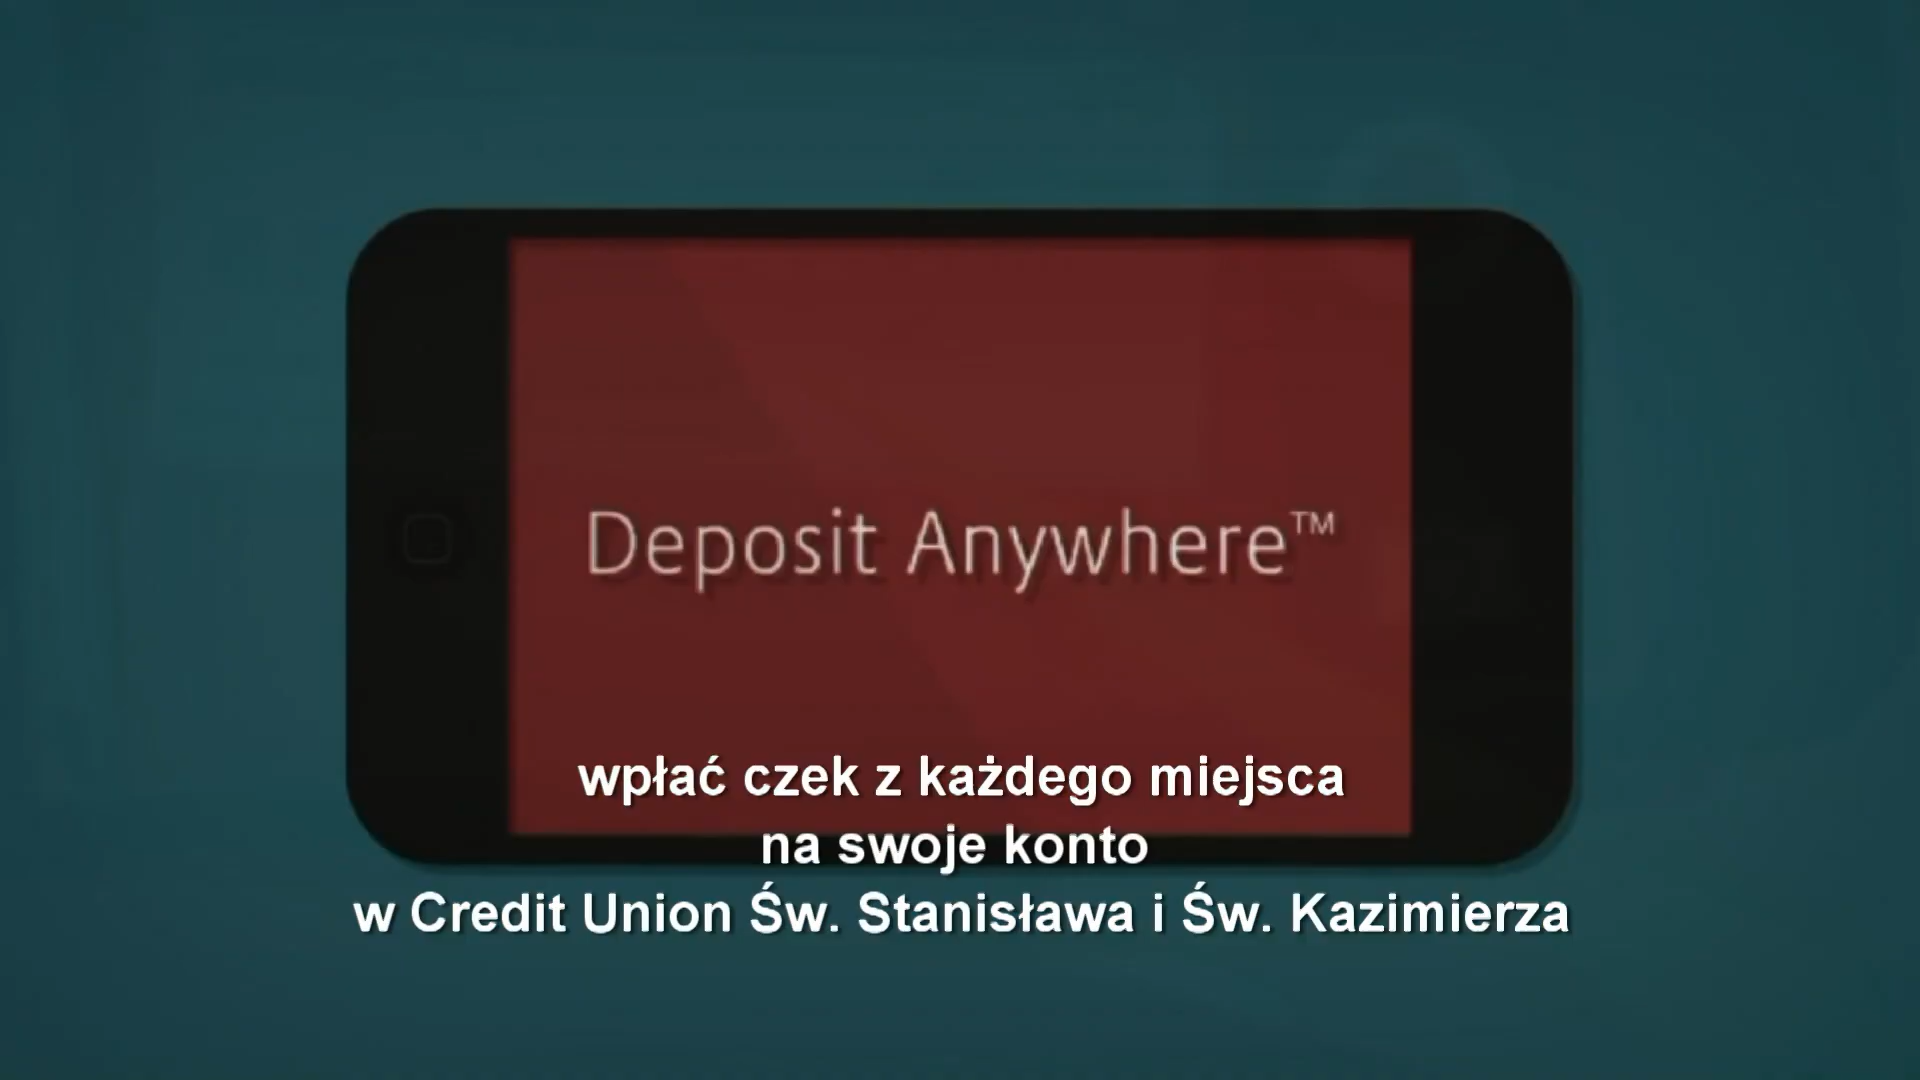 Deposit Anywhere™
wpłać czek z każdego miejsca
na swoje konto
w Credit Union Św. Stanisława i Św. Kazimierza